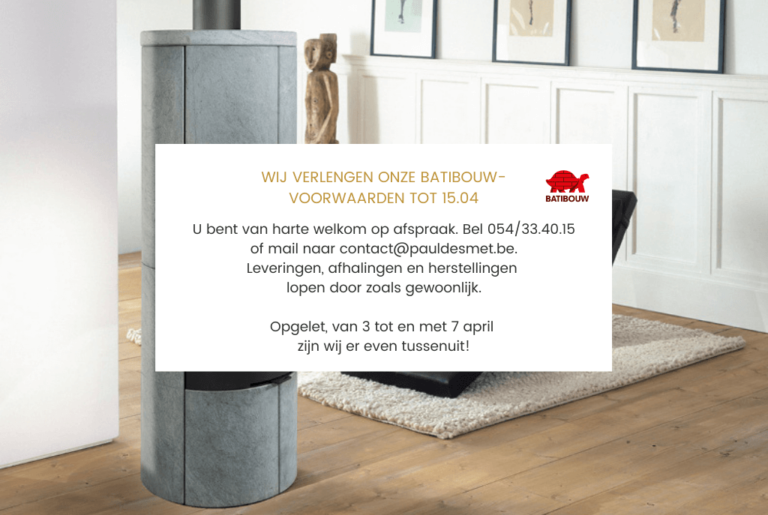 WIJ VERLENGEN ONZE BATIBOUW-
VOORWAARDEN TOT 15.04
BATIBOUW
U bent van harte welkom op afspraak. Bel 054/33.40.15
of mail naar contact@pauldesmet.be.
Leveringen, afhalingen en herstellingen
lopen door zoals gewoonlijk.
Opgelet, van 3 tot en met 7 april
zijn wij er even tussenuit!